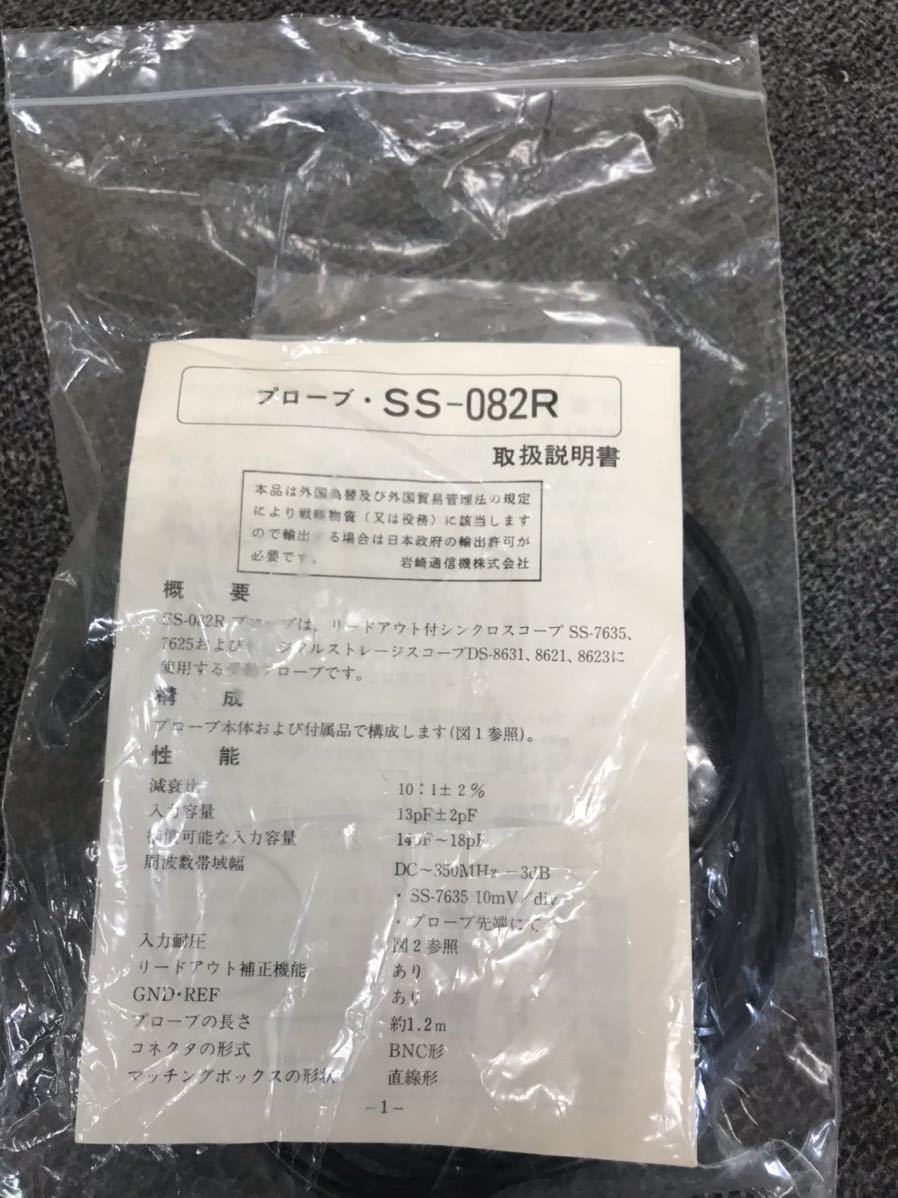 プローブ・SS-082R
取扱説明書
本品は外国為替及び外国貿易管理法の規定
により戦略物資（又は役務）に該当します
ので輸出 る場合は日本政府の輸出許可が
必要です。 岩崎通信機株式会社
概 要
SS-082R は、リードアウト付シンクロスコープ SS-7635、
7625および ジタルストレージスコープDS-8631、8621、8623に
使用する プローブです。
構 成
プローブ本体および付属品で構成します(図1参照)。
性 能
減衰比 10：1±2%
入力容量 13pF±2pF
補償可能な入力容量 14pF～18pF
周波数帯域幅 DC～350MHz －3dB
・SS-7635 10mV／div
・プローブ先端にて
入力耐圧 図2参照
リードアウト補正機能 あり
GND・REF あり
プローブの長さ 約1.2m
コネクタの形式 BNC形
マッチングボックスの形状 直線形
－1－